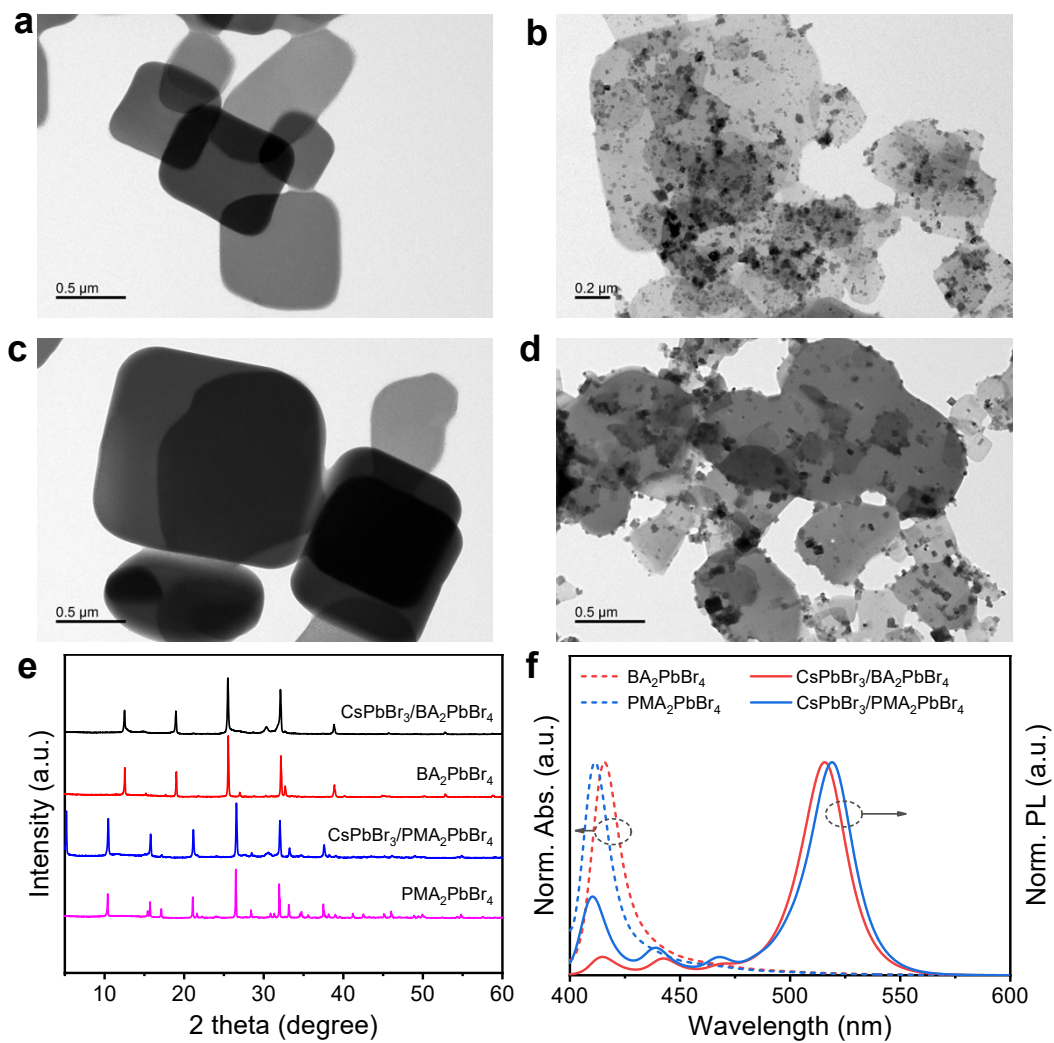 a
b
0.5 μm
0.2 μm
c
d
0.5 μm
0.5 μm
e
f
CsPbBr₃/BA₂PbBr₄
BA₂PbBr₄
CsPbBr₃/PMA₂PbBr₄
PMA₂PbBr₄
Intensity (a.u.)
10 20 30 40 50 60
2 theta (degree)
BA₂PbBr₄ CsPbBr₃/BA₂PbBr₄
PMA₂PbBr₄ CsPbBr₃/PMA₂PbBr₄
Norm. Abs. (a.u.)
Norm. PL (a.u.)
400 450 500 550 600
Wavelength (nm)